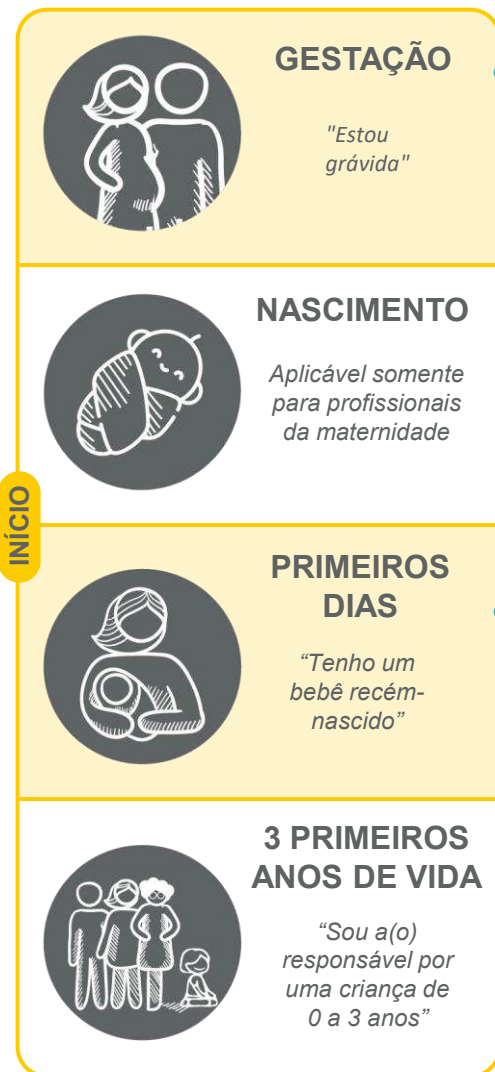 GESTAÇÃO
"Estou
grávida"
NASCIMENTO
Aplicável somente
para profissionais
da maternidade
INÍCIO
PRIMEIROS
DIAS
“Tenho um
bebê recém-
nascido”
3 PRIMEIROS
ANOS DE VIDA
“Sou a(o)
responsável por
uma criança de
0 a 3 anos”